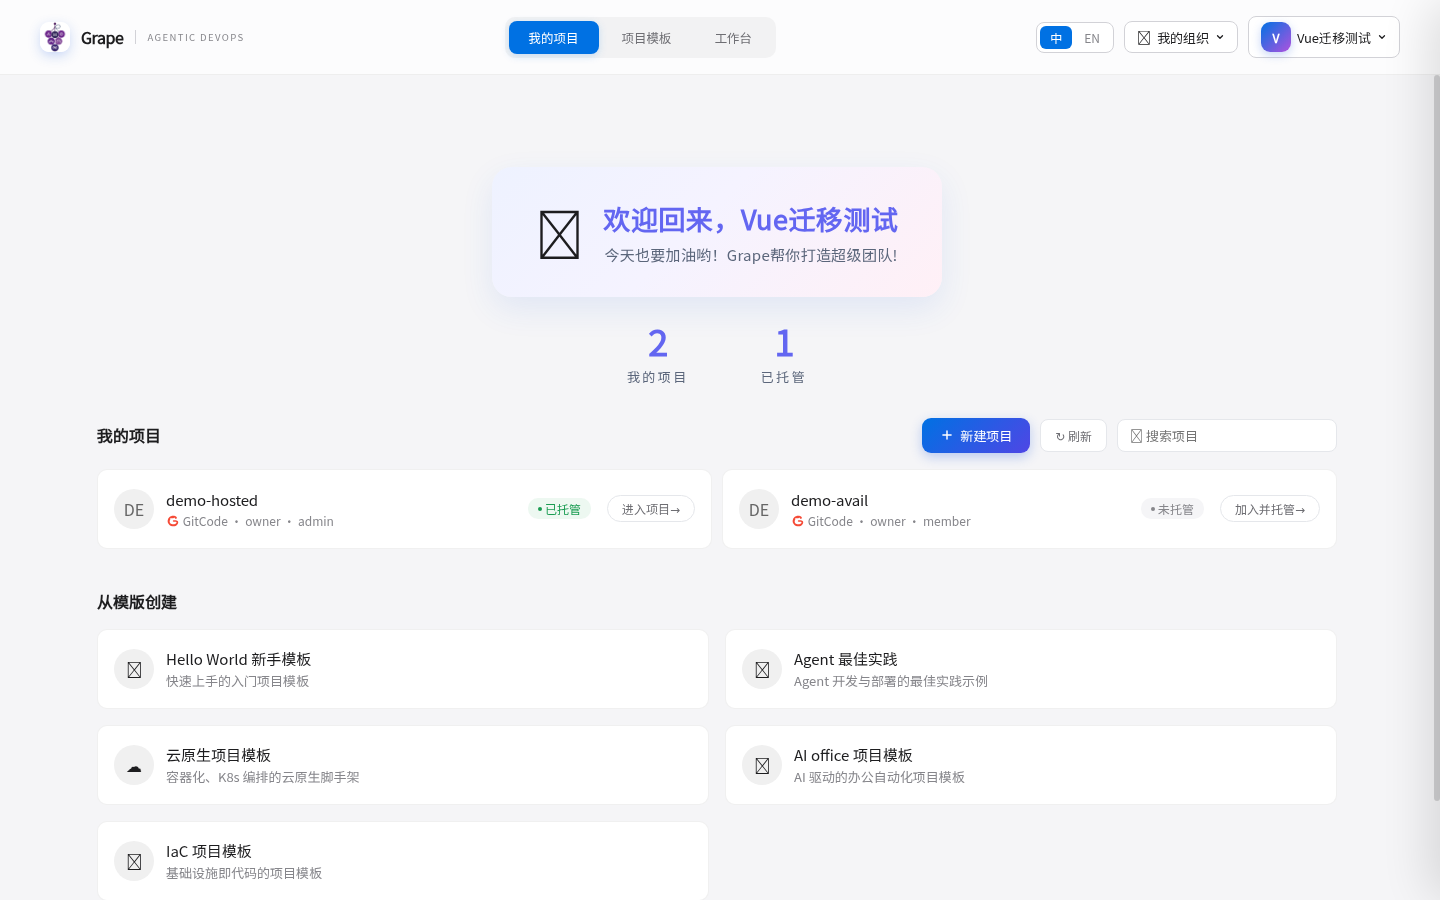 Grape AGENTIC DEVOPS
我的项目 项目模板 工作台
中 EN 我的组织 V Vue迁移测试
欢迎回来，Vue迁移测试
今天也要加油哟！Grape帮你打造超级团队!
2 1
我的项目 已托管
我的项目 + 新建项目 ↻ 刷新 搜索项目
DE demo-hosted
GitCode • owner • admin
• 已托管 进入项目→
DE demo-avail
GitCode • owner • member
• 未托管 加入并托管→
从模版创建
Hello World 新手模板
快速上手的入门项目模板
Agent 最佳实践
Agent 开发与部署的最佳实践示例
云原生项目模板
容器化、K8s 编排的云原生脚手架
AI office 项目模板
AI 驱动的办公自动化项目模板
IaC 项目模板
基础设施即代码的项目模板